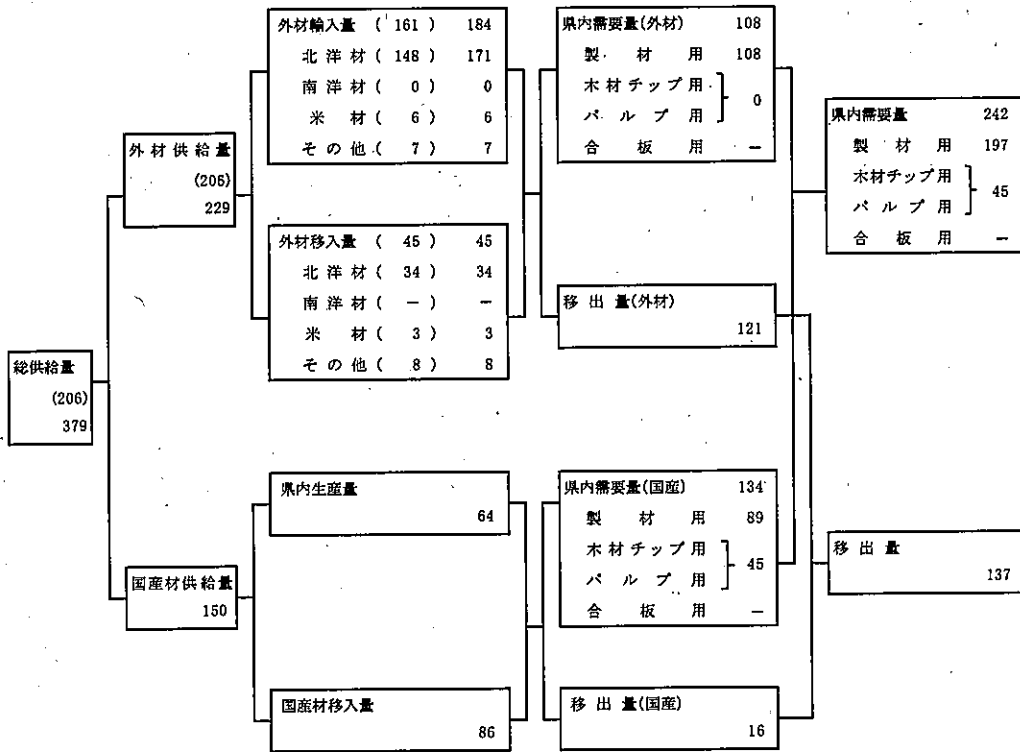 総供給量
(206)
379
外材供給量
(206)
229
国産材供給量
150
外材輸入量 ( 161 ) 184
北洋材 ( 148 ) 171
南洋材 ( 0 ) 0
米材 ( 6 ) 6
その他 ( 7 ) 7
外材移入量 ( 45 ) 45
北洋材 ( 34 ) 34
南洋材 ( － ) －
米材 ( 3 ) 3
その他 ( 8 ) 8
県内生産量
64
国産材移入量
86
県内需要量(外材) 108
製材用 108
木材チップ用
0
パルプ用
合板用 －
移出量(外材)
121
県内需要量(国産) 134
製材用 89
木材チップ用
45
パルプ用
合板用 －
移出量(国産)
16
県内需要量 242
製材用 197
木材チップ用
45
パルプ用
合板用 －
移出量
137